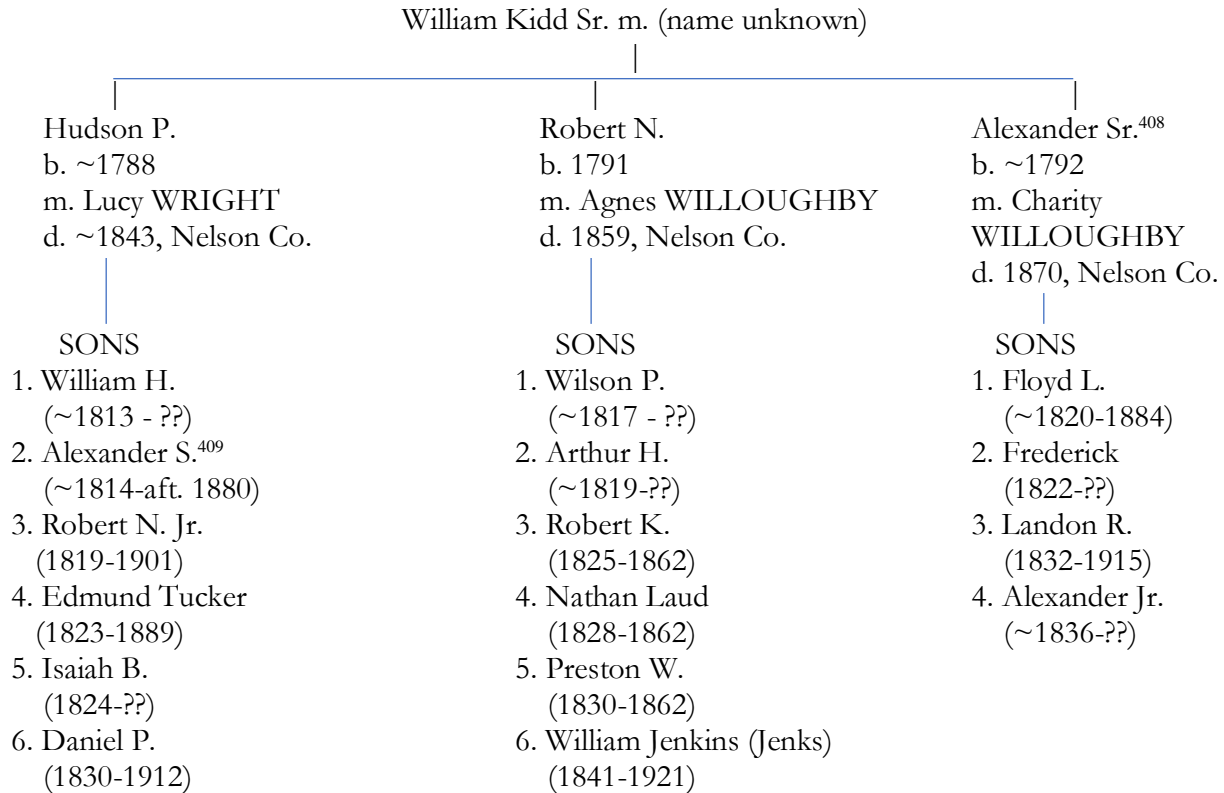 William Kidd Sr. m. (name unknown)
Hudson P.
b. ~1788
m. Lucy WRIGHT
d. ~1843, Nelson Co.
SONS
1. William H.
(~1813 - ??)
2. Alexander S.409
(~1814-aft. 1880)
3. Robert N. Jr.
(1819-1901)
4. Edmund Tucker
(1823-1889)
5. Isaiah B.
(1824-??)
6. Daniel P.
(1830-1912)
Robert N.
b. 1791
m. Agnes WILLOUGHBY
d. 1859, Nelson Co.
SONS
1. Wilson P.
(~1817 - ??)
2. Arthur H.
(~1819-??)
3. Robert K.
(1825-1862)
4. Nathan Laud
(1828-1862)
5. Preston W.
(1830-1862)
6. William Jenkins (Jenks)
(1841-1921)
Alexander Sr.408
b. ~1792
m. Charity
WILLOUGHBY
d. 1870, Nelson Co.
SONS
1. Floyd L.
(~1820-1884)
2. Frederick
(1822-??)
3. Landon R.
(1832-1915)
4. Alexander Jr.
(~1836-??)